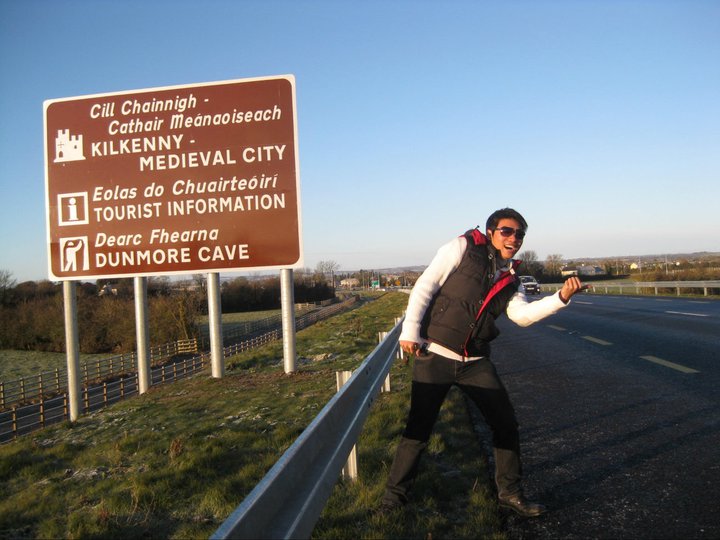 Cill Chainnigh -
Cathair Meánaoiseach
KILKENNY -
MEDIEVAL CITY
i
Eolas do Chuairteóirí
TOURIST INFORMATION
Dearc Fhearna
DUNMORE CAVE